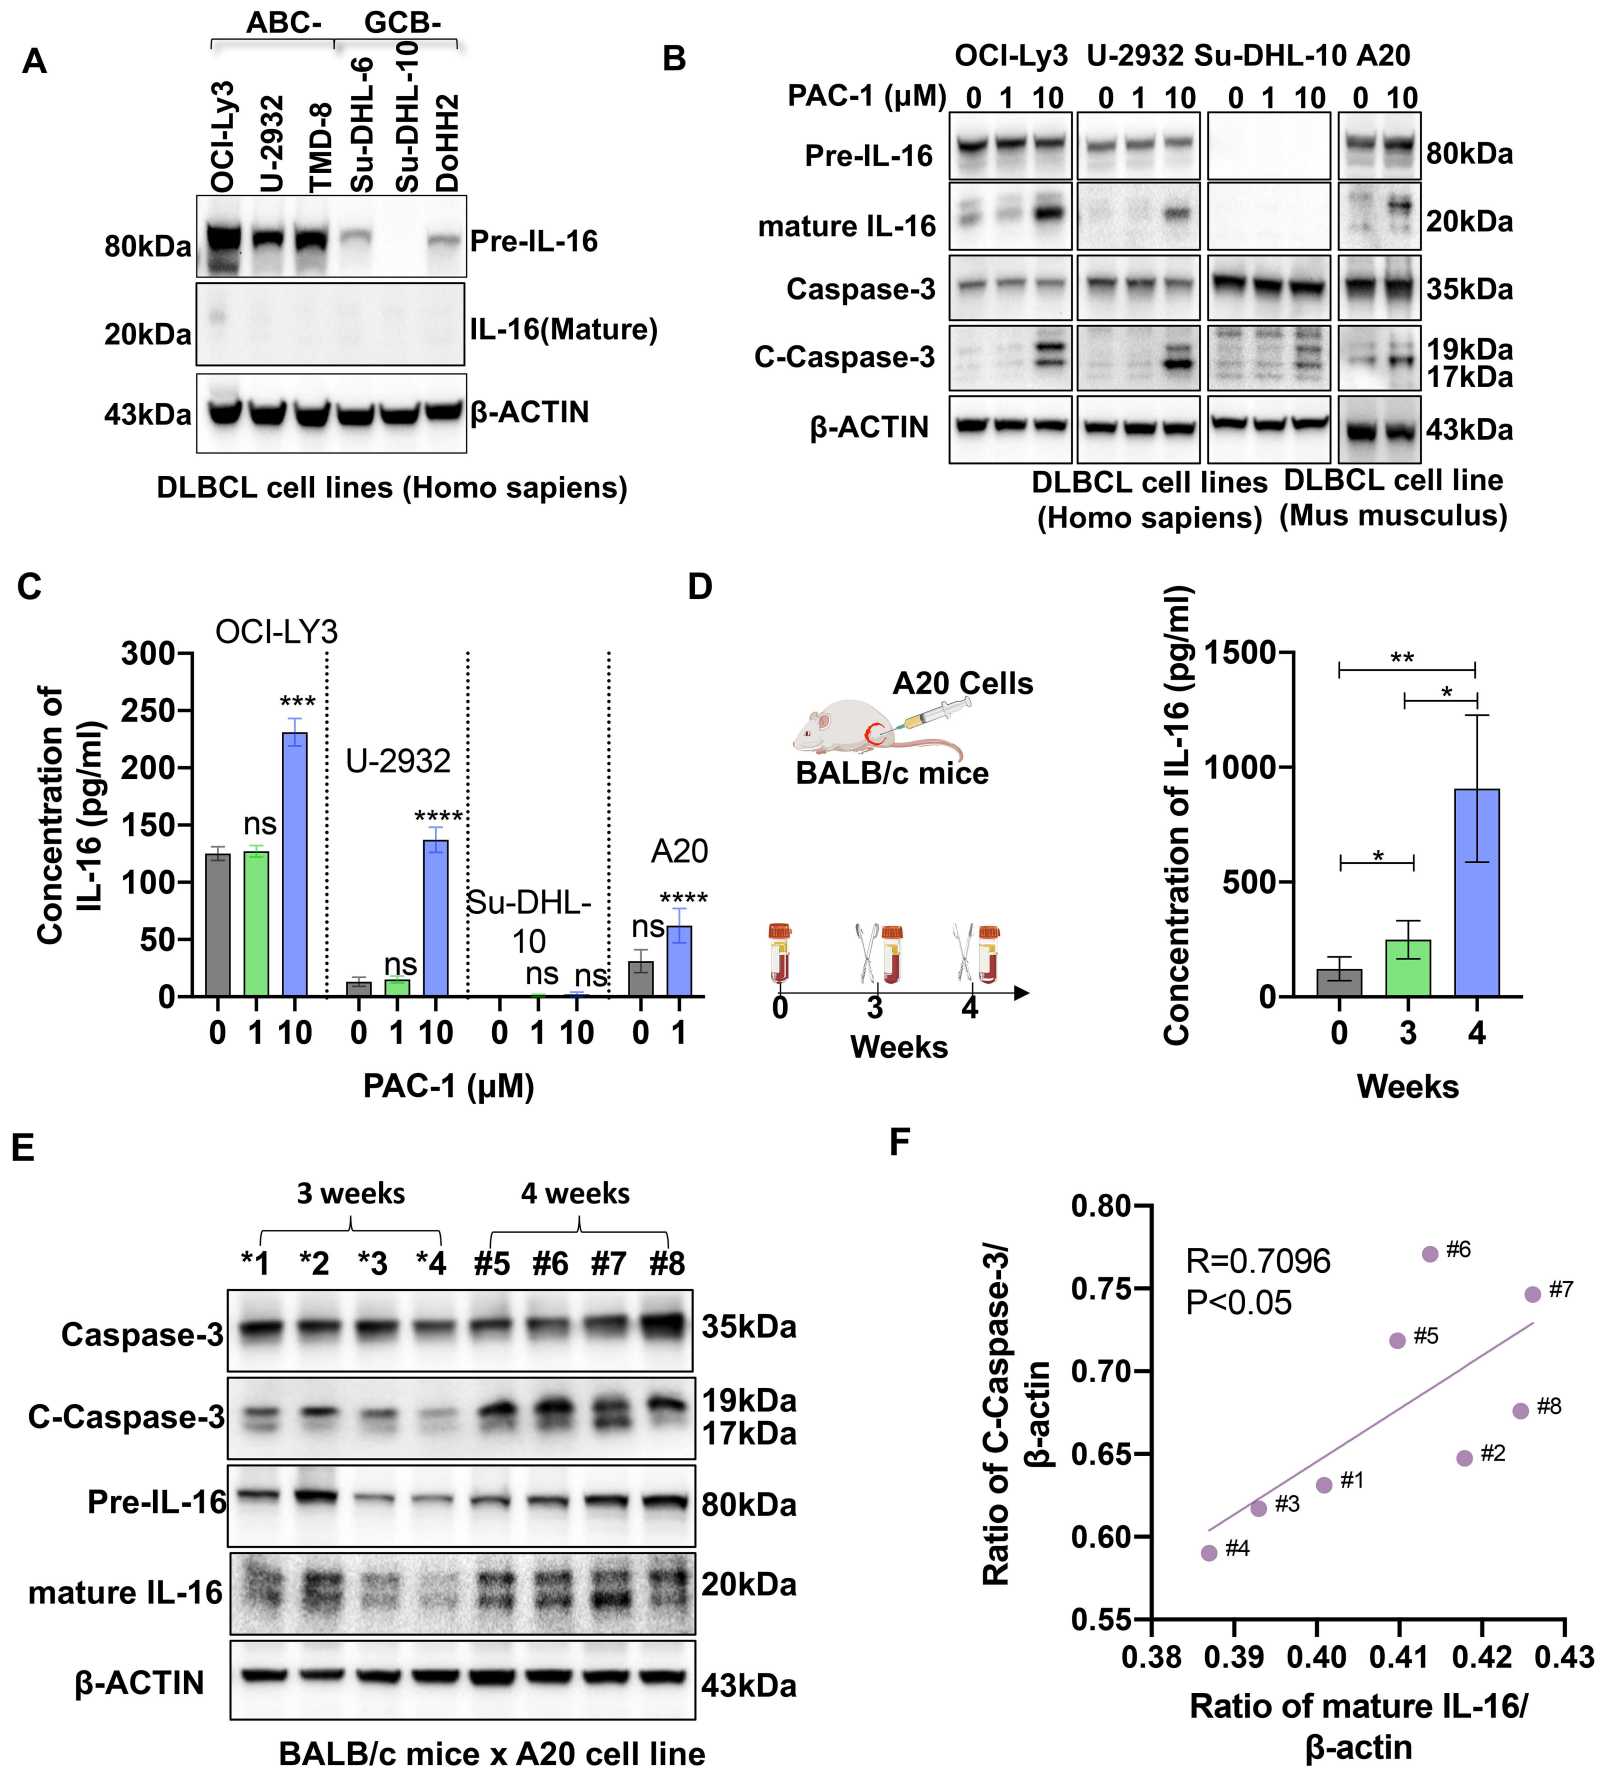 A
ABC-
GCB-
OCI-Ly3
U-2932
TMD-8
Su-DHL-6
Su-DHL-10
DoHH2
80kDa
Pre-IL-16
20kDa
IL-16(Mature)
43kDa
β-ACTIN
DLBCL cell lines (Homo sapiens)
B
OCI-Ly3 U-2932 Su-DHL-10 A20
PAC-1 (μM) 0 1 10 0 1 10 0 1 10 0 10
Pre-IL-16 80kDa
mature IL-16 20kDa
Caspase-3 35kDa
C-Caspase-3 19kDa
17kDa
β-ACTIN 43kDa
DLBCL cell lines
(Homo sapiens)
DLBCL cell line
(Mus musculus)
C
Concentration of
IL-16 (pg/ml)
300
250
200
150
100
50
0
OCI-LY3
ns
***
U-2932
ns
****
Su-DHL-
10
ns
ns
A20
ns
****
0 1 10 0 1 10 0 1 10 0 1
PAC-1 (μM)
D
A20 Cells
BALB/c mice
0 3 4
Weeks
Concentration of IL-16 (pg/ml)
1500
1000
500
0
**
*
*
0 3 4
Weeks
E
3 weeks 4 weeks
*1 *2 *3 *4 #5 #6 #7 #8
Caspase-3 35kDa
C-Caspase-3 19kDa
17kDa
Pre-IL-16 80kDa
mature IL-16 20kDa
β-ACTIN 43kDa
BALB/c mice x A20 cell line
F
Ratio of C-Caspase-3/
β-actin
0.80
0.75
0.70
0.65
0.60
0.55
R=0.7096
P<0.05
#6
#7
#5
#8
#2
#1
#3
#4
0.38 0.39 0.40 0.41 0.42 0.43
Ratio of mature IL-16/
β-actin